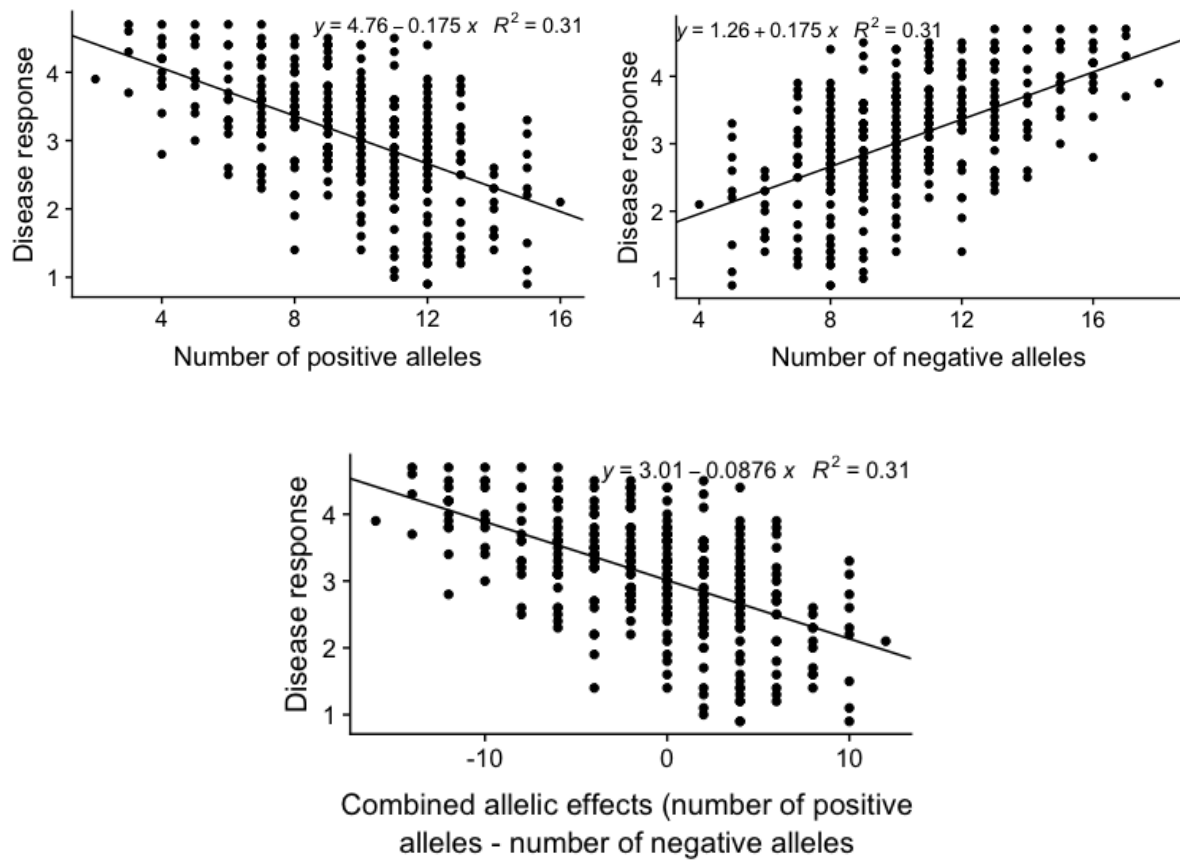 y = 4.76 – 0.175 x R² = 0.31
Disease response
4
3
2
1
4 8 12 16
Number of positive alleles
y = 1.26 + 0.175 x R² = 0.31
Disease response
4
3
2
1
4 8 12 16
Number of negative alleles
y = 3.01 – 0.0876 x R² = 0.31
Disease response
4
3
2
1
-10 0 10
Combined allelic effects (number of positive
alleles - number of negative alleles